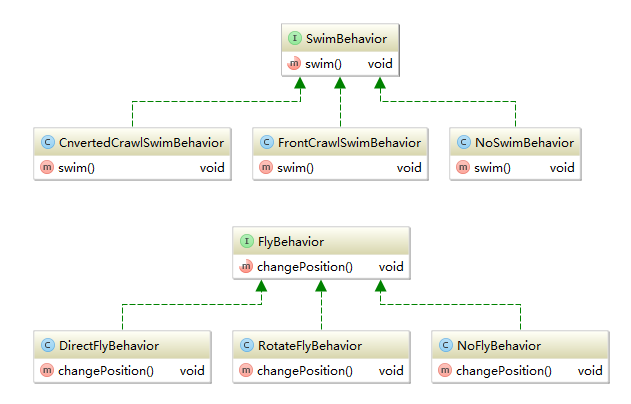 I SwimBehavior
m swim() void
C CnvertedCrawlSwimBehavior
m swim() void
C FrontCrawlSwimBehavior
m swim() void
C NoSwimBehavior
m swim() void
I FlyBehavior
m changePosition() void
C DirectFlyBehavior
m changePosition() void
C RotateFlyBehavior
m changePosition() void
C NoFlyBehavior
m changePosition() void